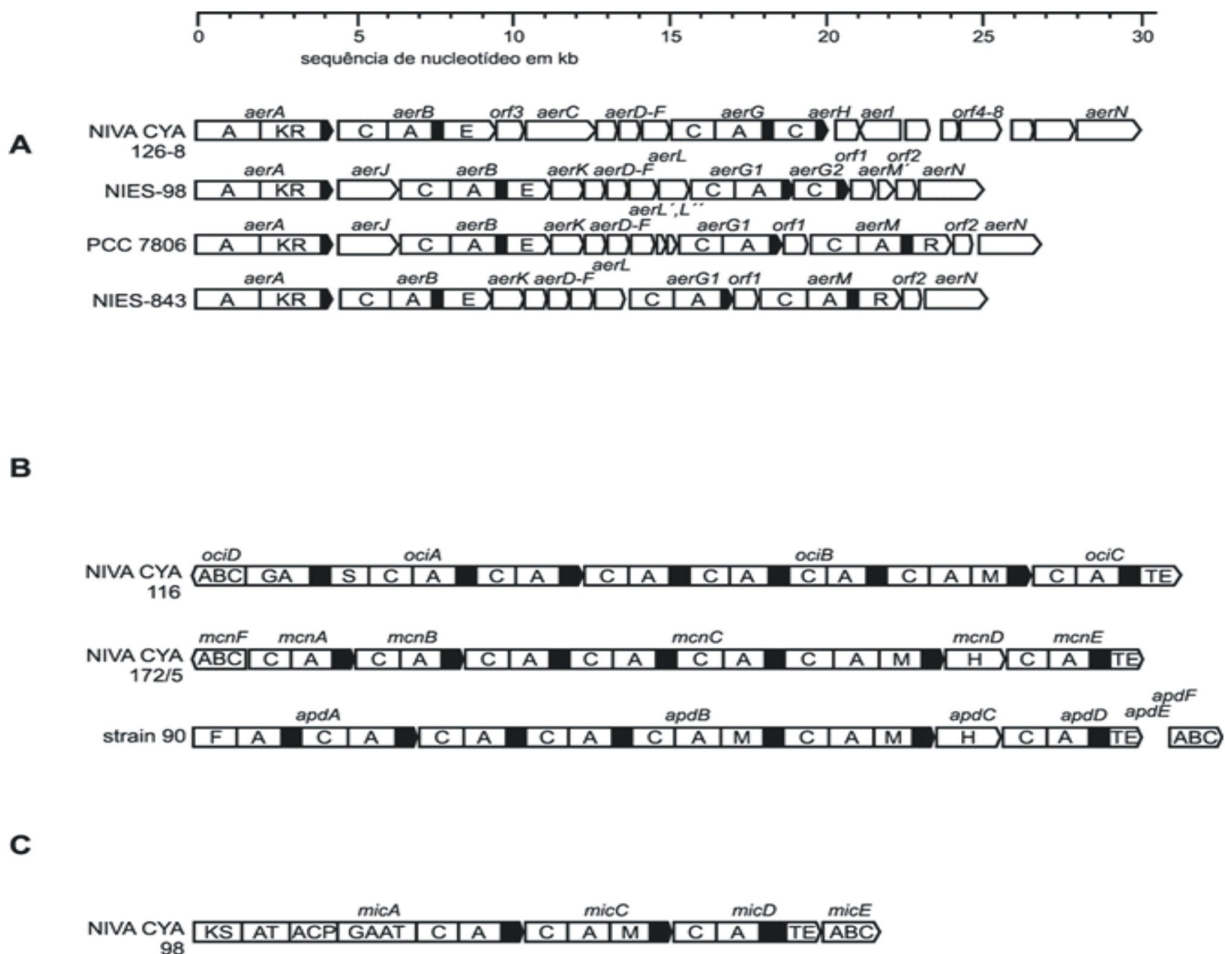 0 5 10 15 20 25 30
sequência de nucleotídeo em kb
A
aerA aerB orf3 aerC aerD-F aerG aerH aerI orf4-8 aerN
NIVA CYA A KR C A E C A C
126-8
aerA aerJ aerB aerK aerD-F aerL aerG1 aerG2 orf1 aerM´ orf2 aerN
NIES-98 A KR C A E C A C
aerA aerJ aerB aerK aerD-F aerL´,L´´ aerG1 orf1 aerM orf2 aerN
PCC 7806 A KR C A E C A C A R
aerA aerB aerK aerD-F aerL aerG1 orf1 aerM orf2 aerN
NIES-843 A KR C A E C A C A R
B
ociD ociA ociB ociC
NIVA CYA ABC GA S C A C A C A C A C A C A M C A TE
116
mcnF mcnA mcnB mcnC mcnD mcnE
NIVA CYA ABC C A C A C A C A C A C A M H C A TE
172/5
apdA apdB apdC apdD apdE apdF
strain 90 F A C A C A C A C A M C A M H C A TE ABC
C
micA micC micD micE
NIVA CYA KS AT ACP GAAT C A C A M C A TE ABC
98